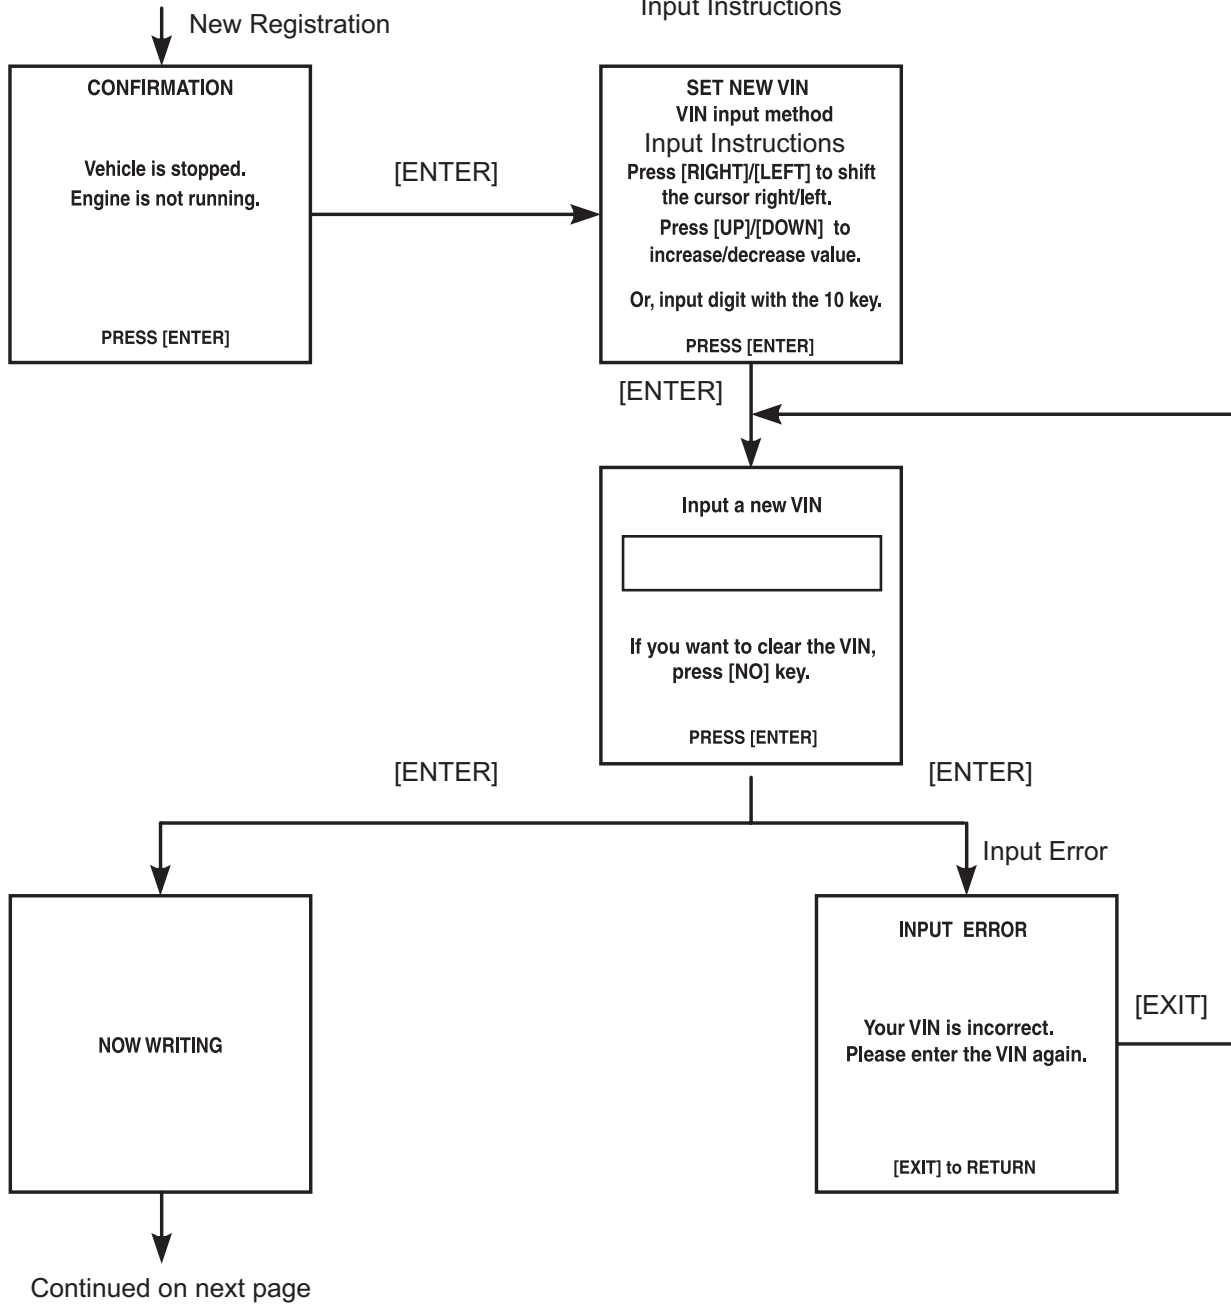 Input Instructions
New Registration
CONFIRMATION
Vehicle is stopped.
Engine is not running.
PRESS [ENTER]
[ENTER]
SET NEW VIN
VIN input method
Input Instructions
Press [RIGHT]/[LEFT] to shift
the cursor right/left.
Press [UP]/[DOWN] to
increase/decrease value.
Or, input digit with the 10 key.
PRESS [ENTER]
[ENTER]
Input a new VIN
If you want to clear the VIN,
press [NO] key.
PRESS [ENTER]
[ENTER]
[ENTER]
Input Error
NOW WRITING
INPUT ERROR
Your VIN is incorrect.
Please enter the VIN again.
[EXIT] to RETURN
[EXIT]
Continued on next page